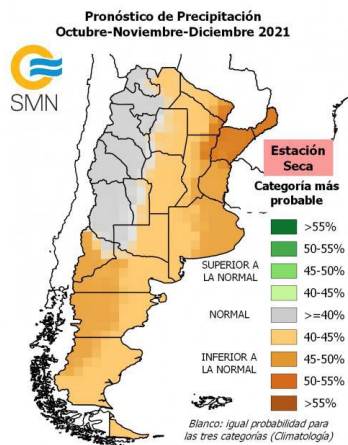 Pronóstico de Precipitación
Octubre-Noviembre-Diciembre 2021
SMN
Estación
Seca
Categoría más
probable
>55%
50-55%
45-50%
SUPERIOR A
LA NORMAL
40-45%
NORMAL
>=40%
40-45%
INFERIOR A
LA NORMAL
45-50%
50-55%
>55%
Blanco: igual probabilidad para
las tres categorías (Climatología)